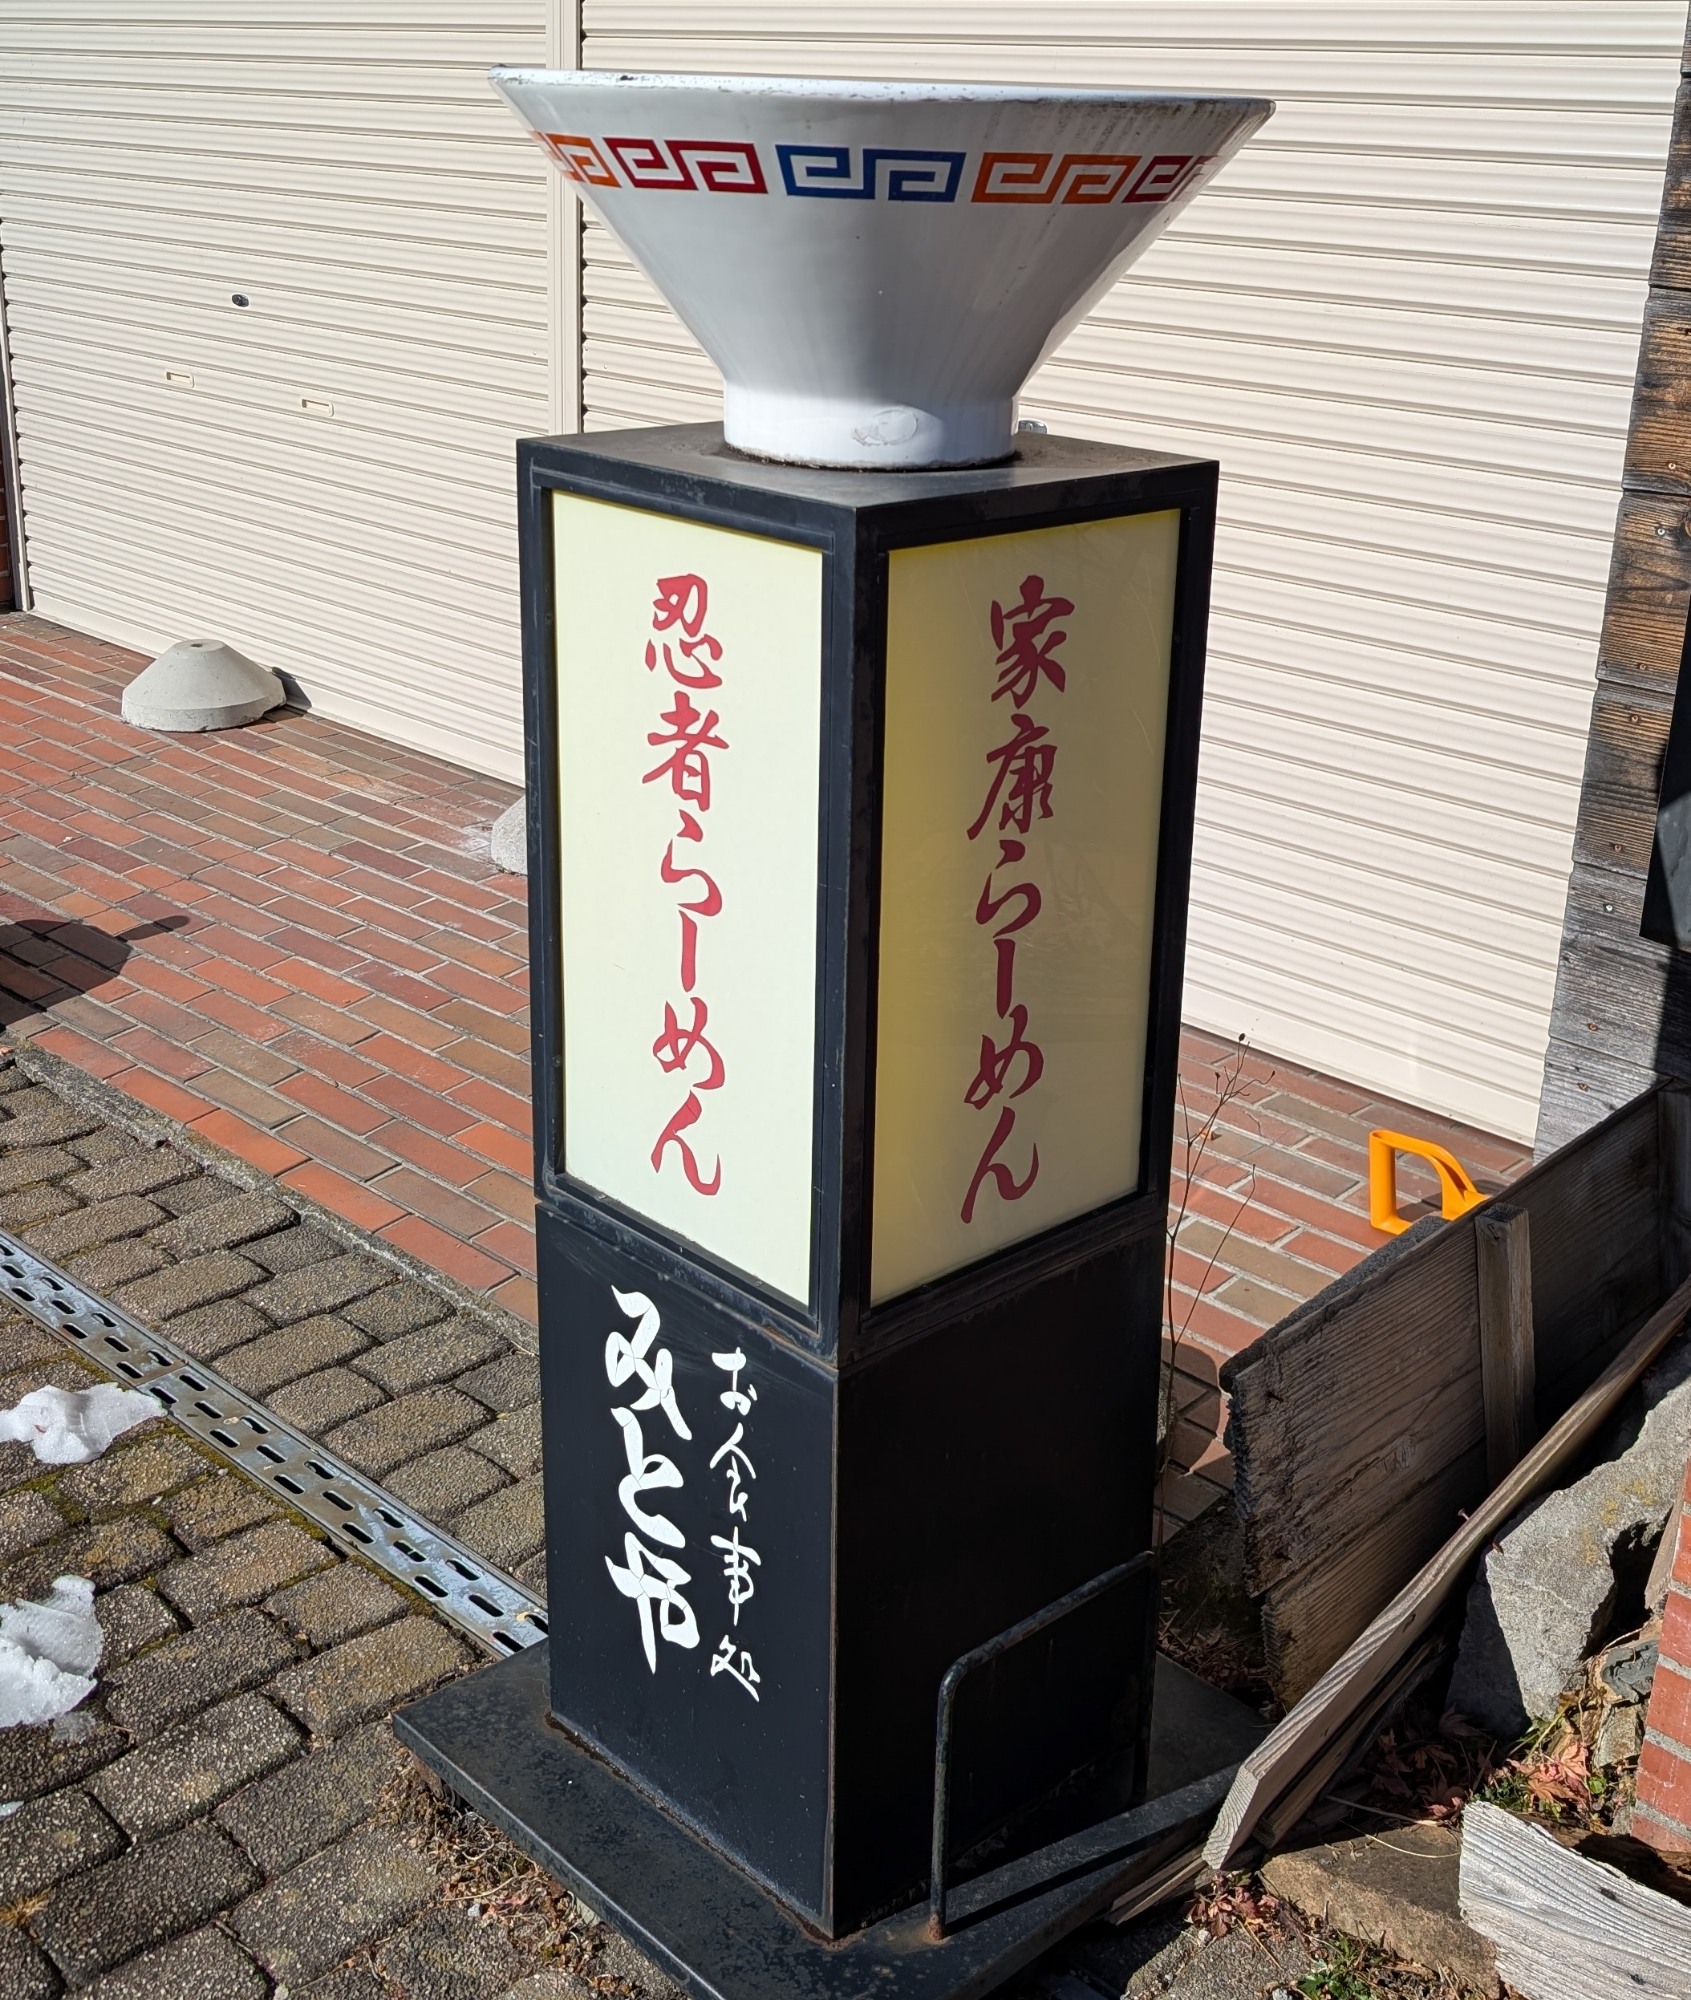 家康らーめん
忍者らーめん
お食事処
みとや